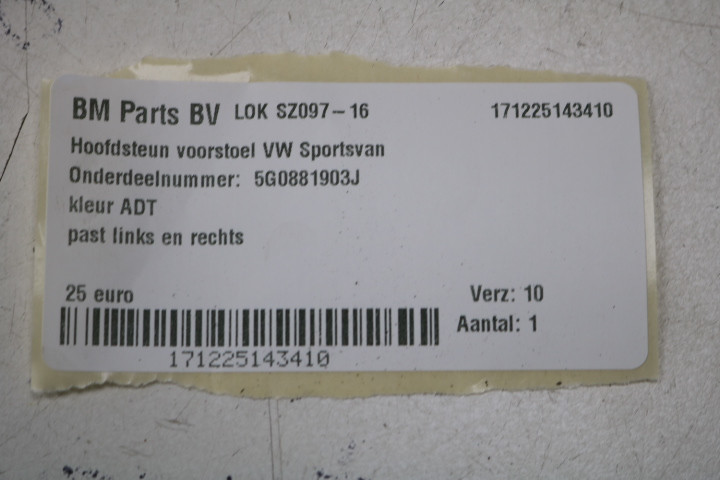 BM Parts BV LOK SZ097-16 171225143410
Hoofdsteun voorstoel VW Sportsvan
Onderdeelnummer: 5G0881903J
kleur ADT
past links en rechts
25 euro Verz: 10
Aantal: 1
171225143410